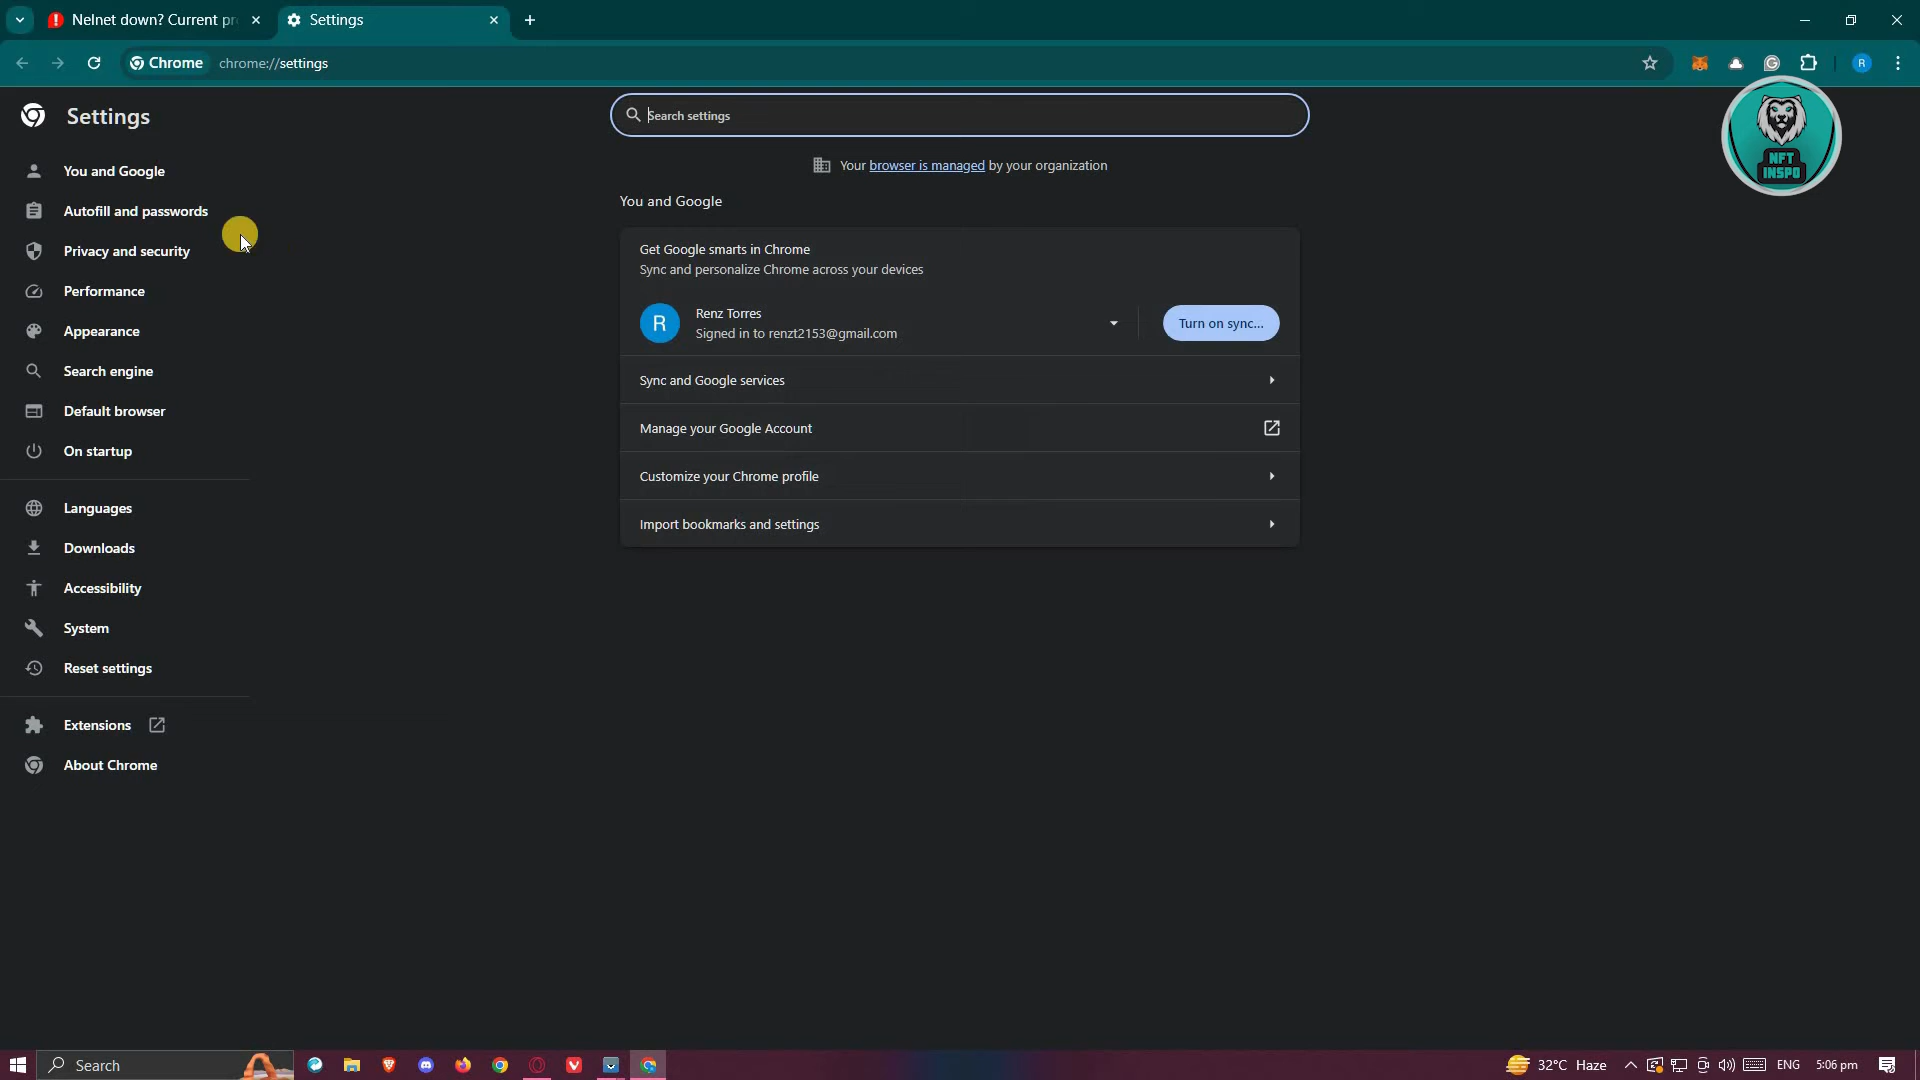 Nelnet down? Current pr
Settings
Chrome
chrome://settings
R
Settings
Search settings
NFT
INSPO
Your browser is managed by your organization
You and Google
Autofill and passwords
Privacy and security
Performance
Appearance
Search engine
Default browser
On startup
Languages
Downloads
Accessibility
System
Reset settings
Extensions
About Chrome
You and Google
Get Google smarts in Chrome
Sync and personalize Chrome across your devices
R
Renz Torres
Signed in to renzt2153@gmail.com
Turn on sync...
Sync and Google services
Manage your Google Account
Customize your Chrome profile
Import bookmarks and settings
Search
32°C Haze
ENG
5:06 pm